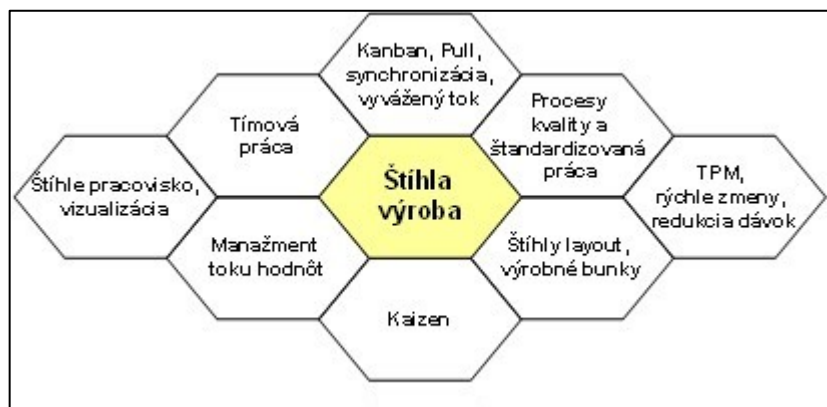 Kanban, Pull,
synchronizácia,
vyvážený tok
Tímová
práca
Procesy
kvality a
štandardizovaná
práca
Štíhle pracovisko,
vizualizácia
Štíhla
výroba
TPM,
rýchle zmeny,
redukcia dávok
Manažment
toku hodnôt
Štíhly layout,
výrobné bunky
Kaizen